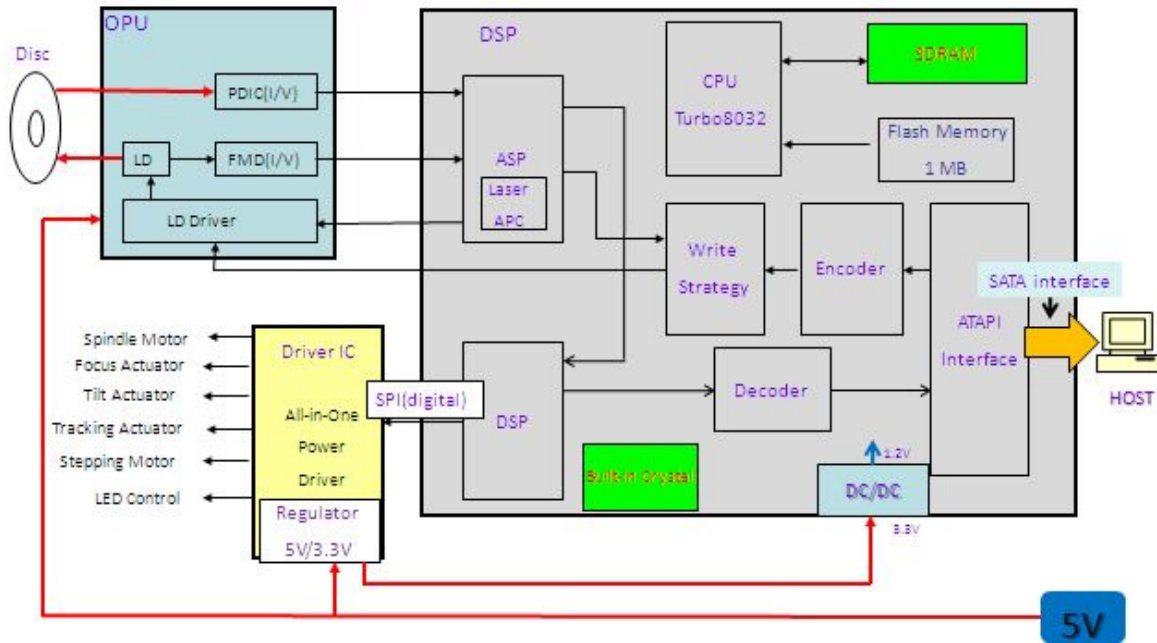 OPU
DSP
Disc
PDIC(I/V)
LD
FMD(I/V)
LD Driver
ASP
Laser
APC
CPU
Turbo8032
SDRAM
Flash Memory
1 MB
Write
Strategy
Encoder
ATAPI
Interface
SATA interface
HOST
Spindle Motor
Focus Actuator
Tilt Actuator
Tracking Actuator
Stepping Motor
LED Control
Driver IC
All-in-One
Power
Driver
Regulator
5V/3.3V
SPI(digital)
DSP
Decoder
Built-in Crystal
1.2V
DC/DC
3.3V
5V